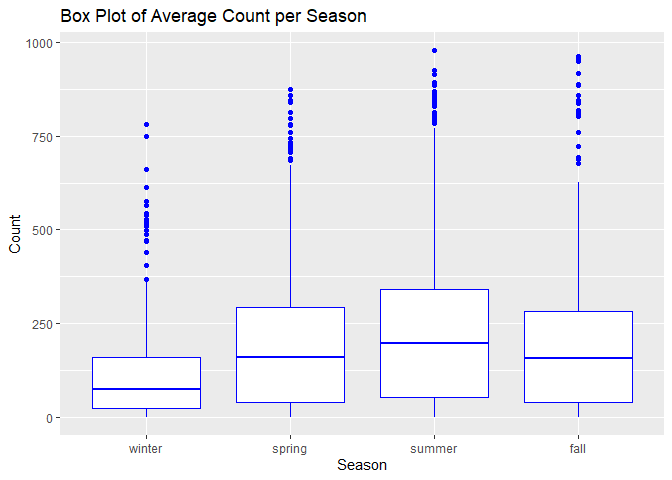 Box Plot of Average Count per Season
1000
750
500
250
0
Count
winter spring summer fall
Season